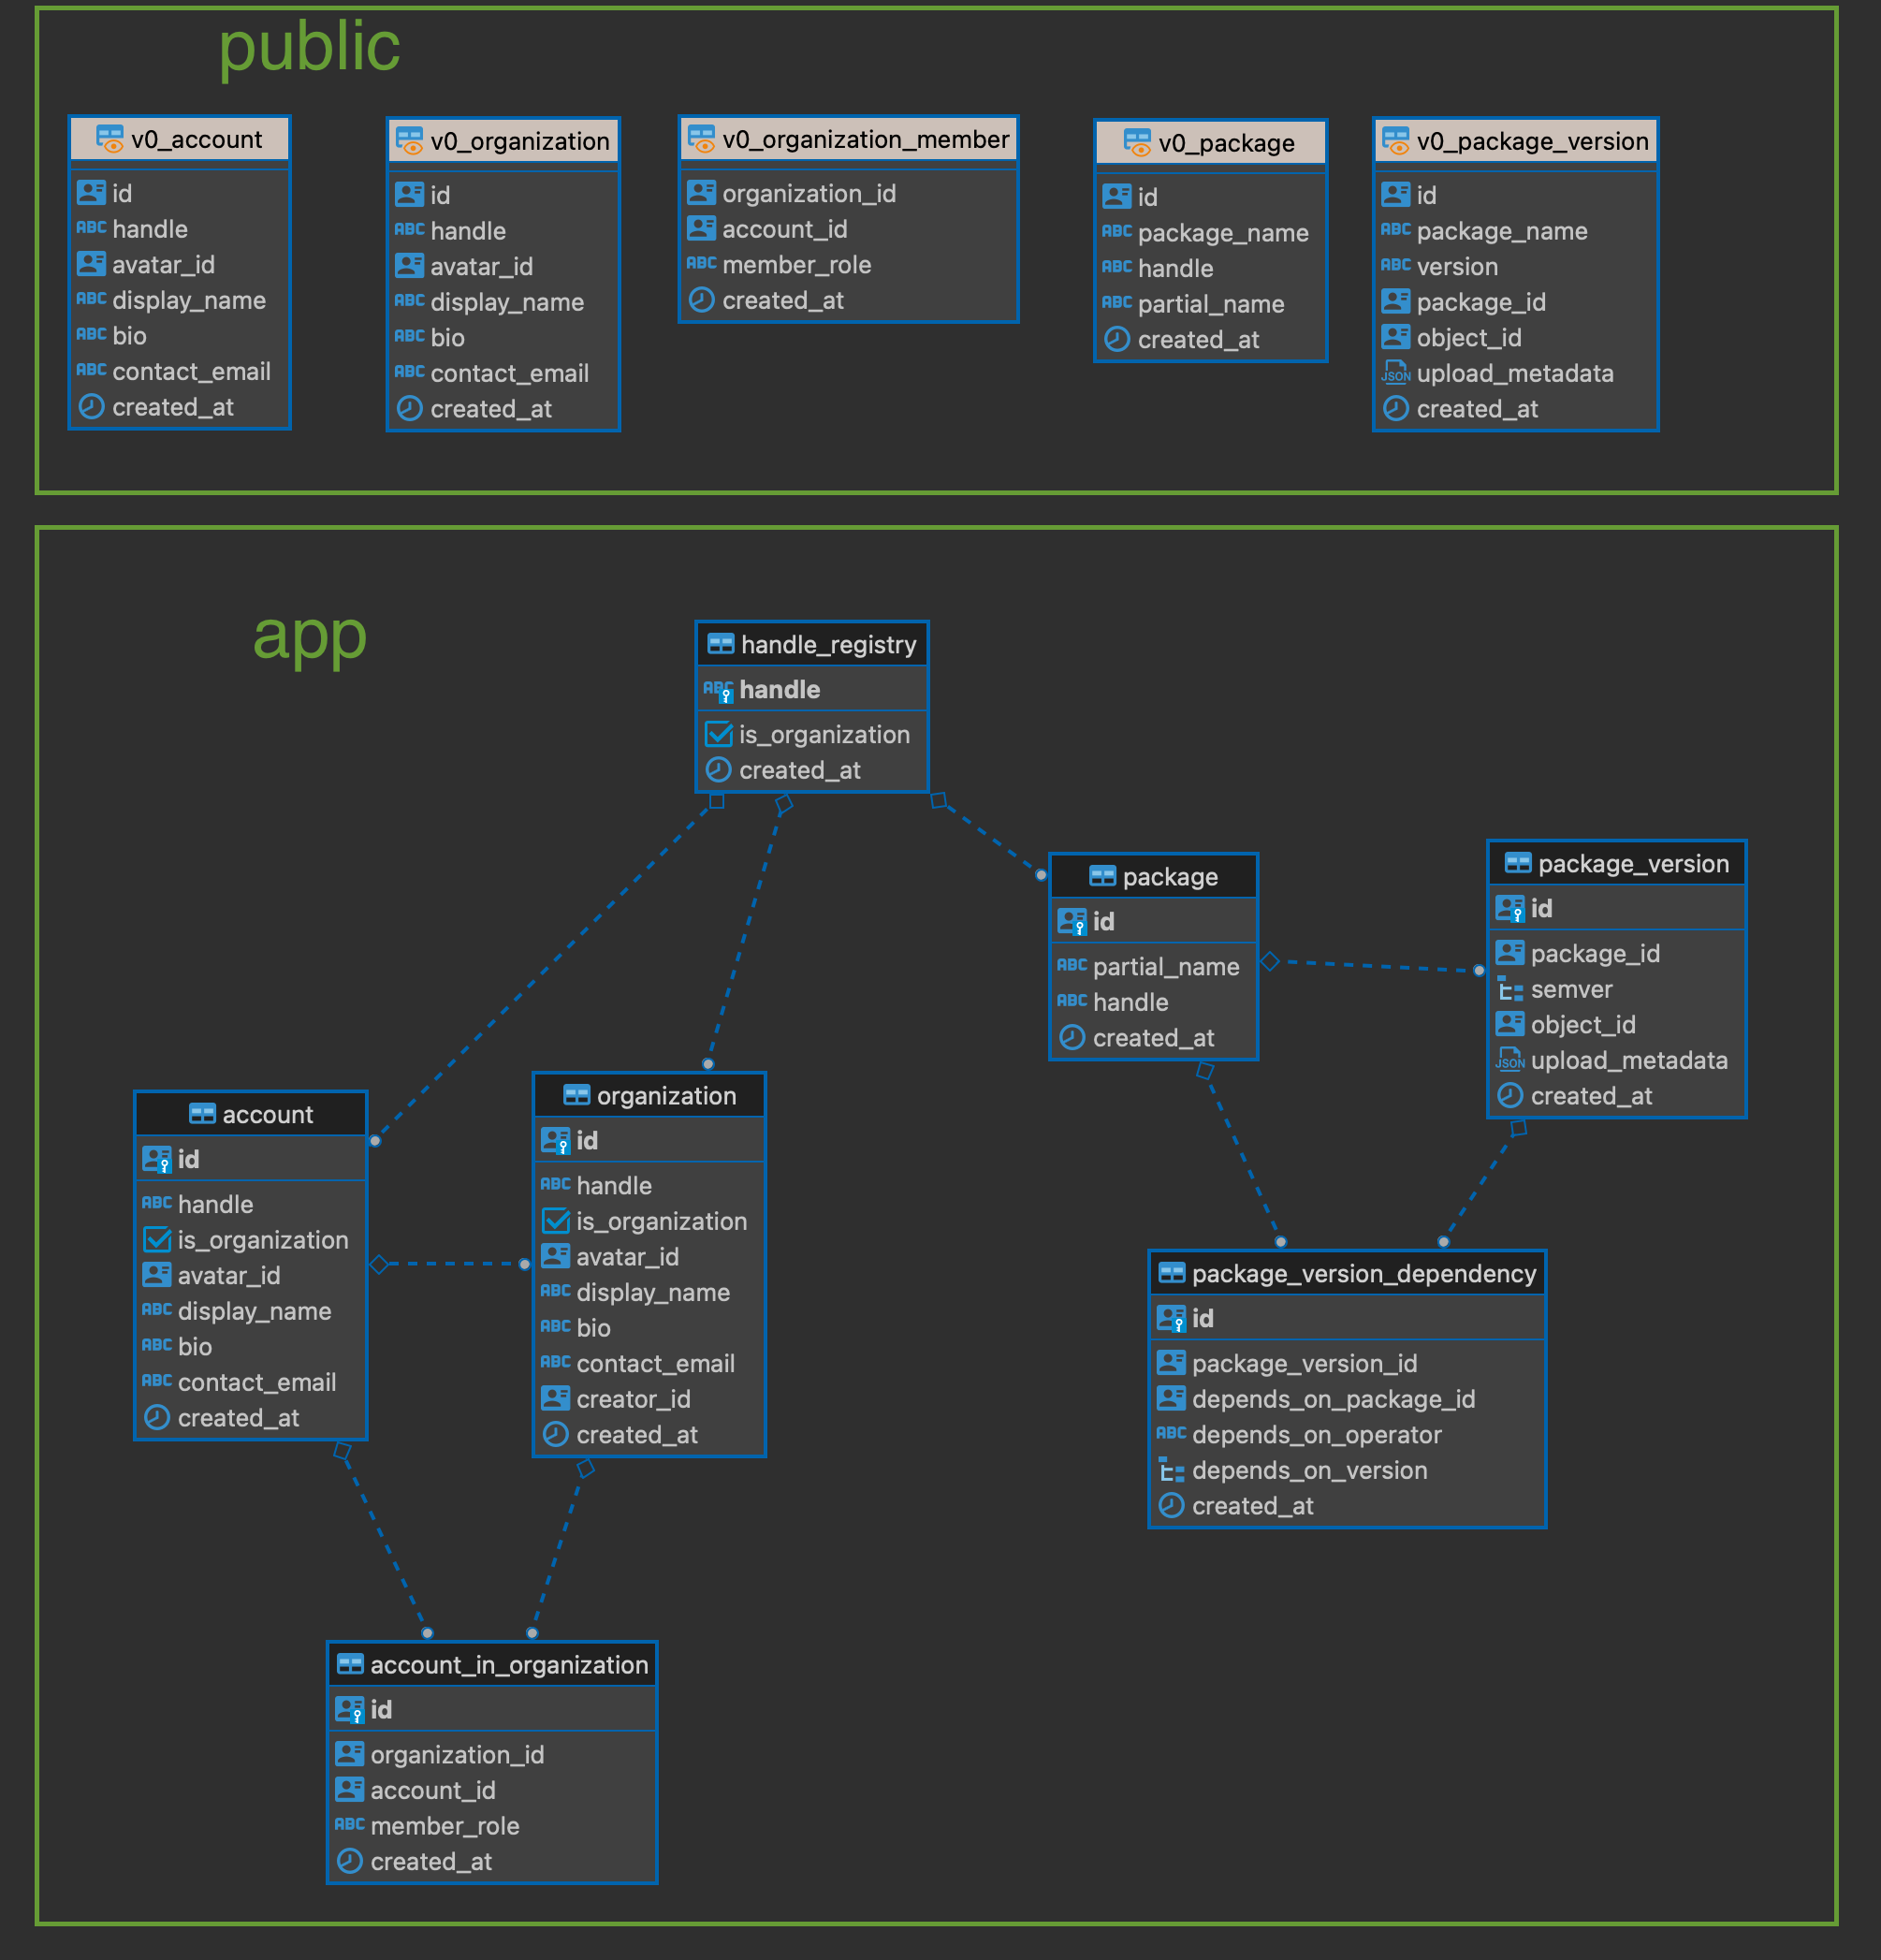 public
v0_account
id
handle
avatar_id
display_name
bio
contact_email
created_at
v0_organization
id
handle
avatar_id
display_name
bio
contact_email
created_at
v0_organization_member
organization_id
account_id
member_role
created_at
v0_package
id
package_name
handle
partial_name
created_at
v0_package_version
id
package_name
version
package_id
object_id
upload_metadata
created_at
app
handle_registry
handle
is_organization
created_at
package
id
partial_name
handle
created_at
package_version
id
package_id
semver
object_id
upload_metadata
created_at
account
id
handle
is_organization
avatar_id
display_name
bio
contact_email
created_at
organization
id
handle
is_organization
avatar_id
display_name
bio
contact_email
creator_id
created_at
package_version_dependency
id
package_version_id
depends_on_package_id
depends_on_operator
depends_on_version
created_at
account_in_organization
id
organization_id
account_id
member_role
created_at